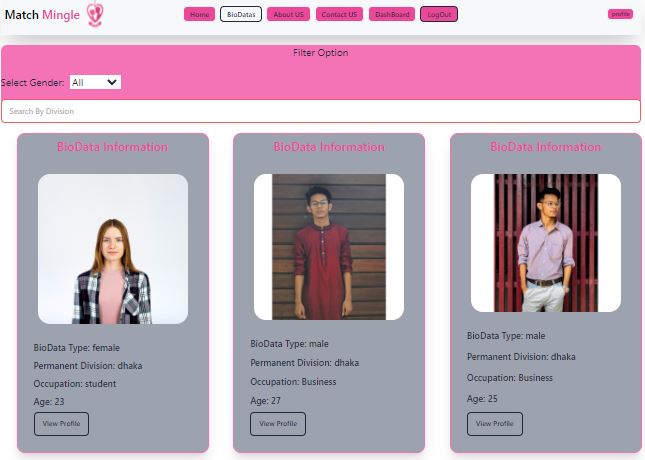 Match Mingle
Home BioDatas About US Contact US DashBoard LogOut profile
Filter Option
Select Gender: All
Search By Division
BioData Information BioData Information BioData Information
BioData Type: female
Permanent Division: dhaka
Occupation: student
Age: 23
View Profile
BioData Type: male
Permanent Division: dhaka
Occupation: Business
Age: 27
View Profile
BioData Type: male
Permanent Division: dhaka
Occupation: Business
Age: 25
View Profile